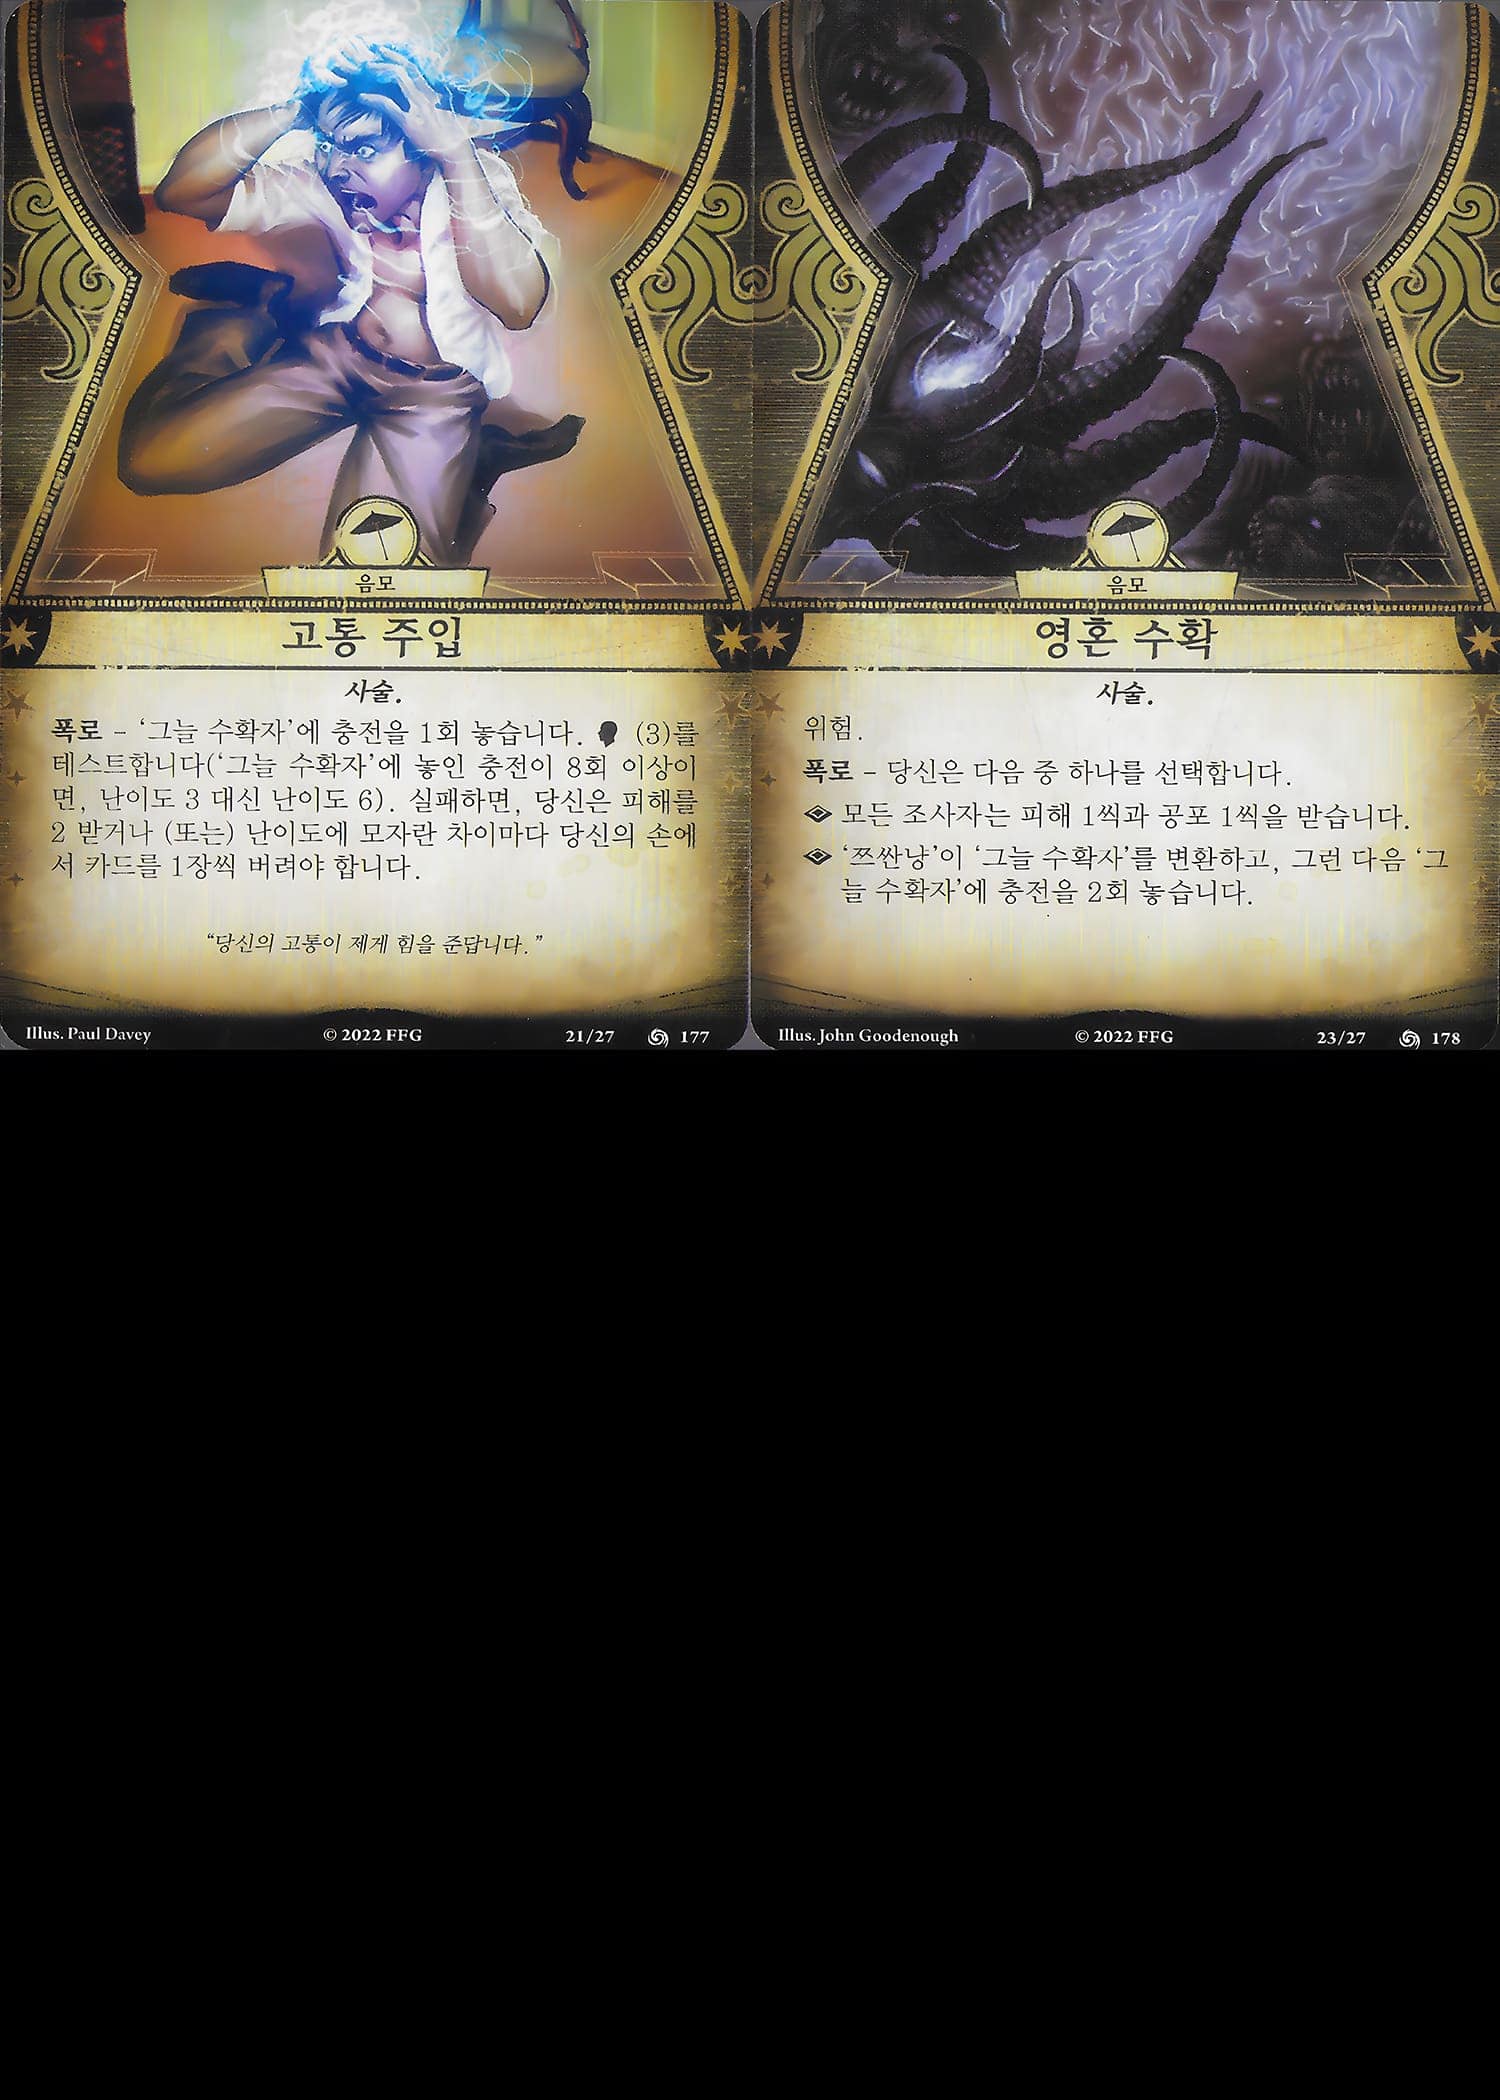 음모
고통 주입
사술.
폭로 – ‘그늘 수확자’에 충전을 1회 놓습니다. (3)를
테스트합니다(‘그늘 수확자’에 놓인 충전이 8회 이상이
면, 난이도 3 대신 난이도 6). 실패하면, 당신은 피해를
2 받거나 (또는) 난이도에 모자란 차이마다 당신의 손에
서 카드를 1장씩 버려야 합니다.
“당신의 고통이 제게 힘을 준답니다.”
Illus. Paul Davey
© 2022 FFG
21/27
177
음모
영혼 수확
사술.
위험.
폭로 – 당신은 다음 중 하나를 선택합니다.
모든 조사자는 피해 1씩과 공포 1씩을 받습니다.
‘쯔싼냥’이 ‘그늘 수확자’를 변환하고, 그런 다음 ‘그
늘 수확자’에 충전을 2회 놓습니다.
Illus. John Goodenough
© 2022 FFG
23/27
178